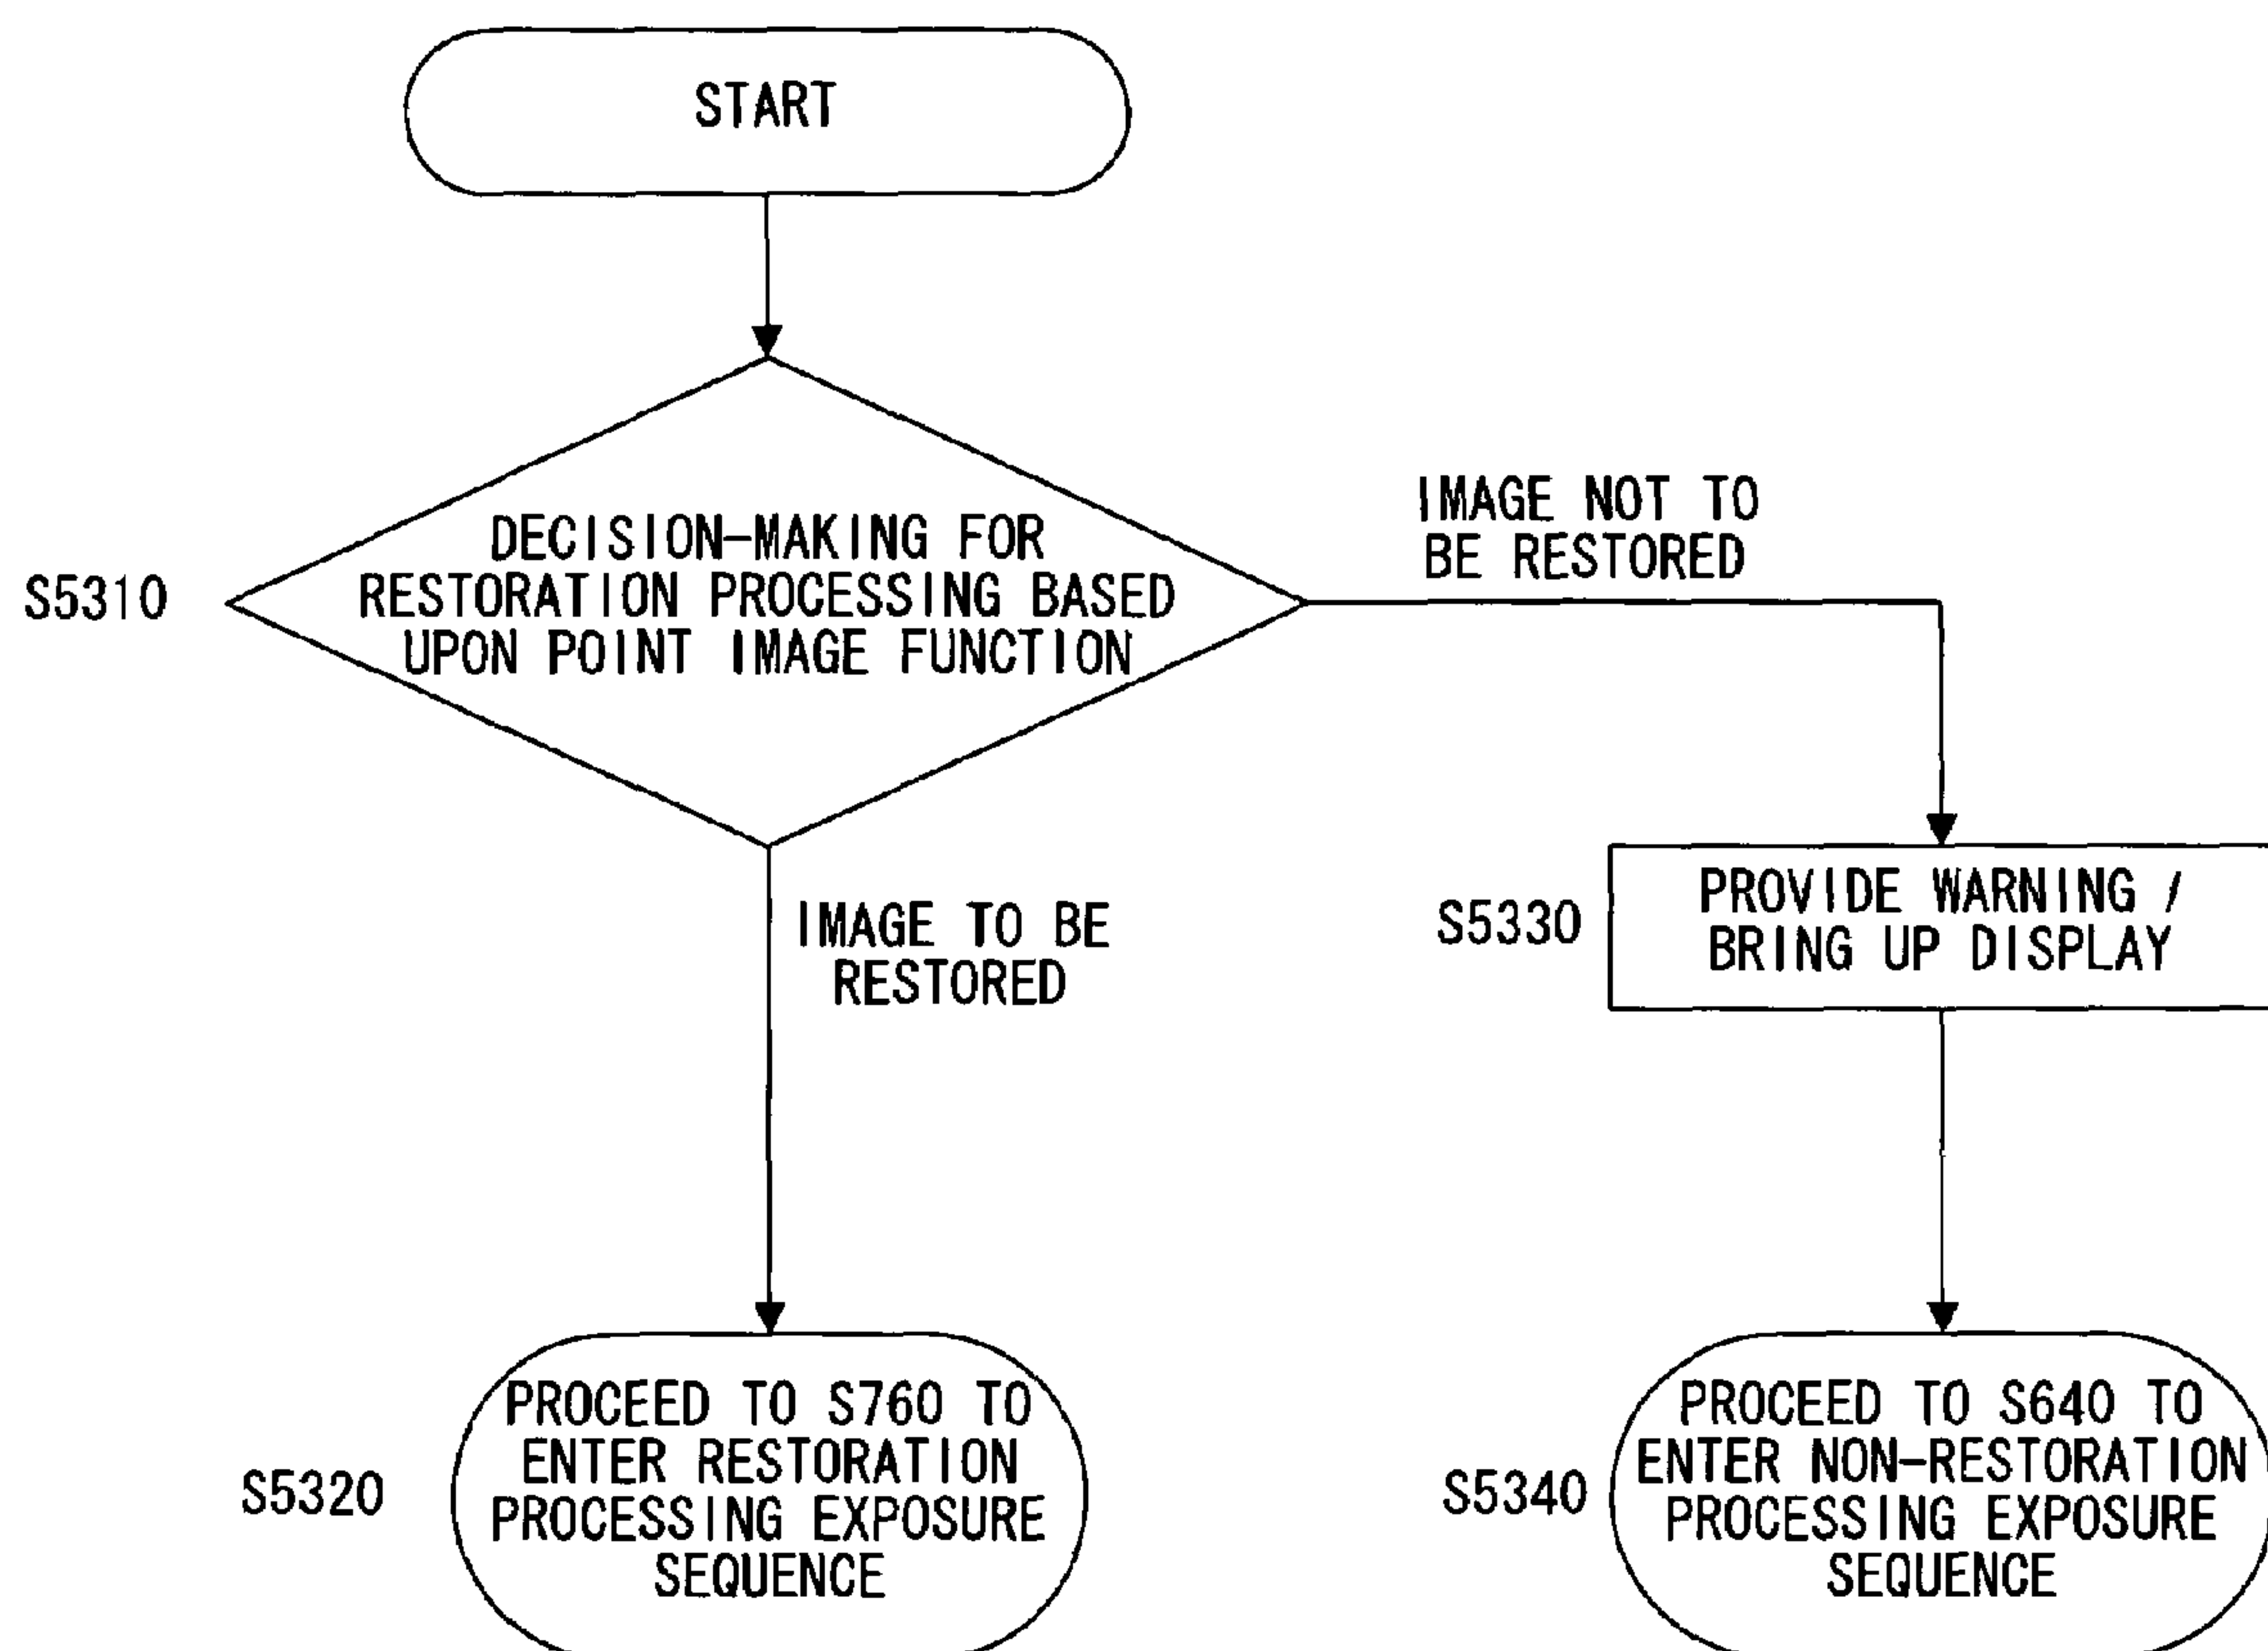 START
S5310
DECISION-MAKING FOR
RESTORATION PROCESSING BASED
UPON POINT IMAGE FUNCTION
IMAGE NOT TO
BE RESTORED
IMAGE TO BE
RESTORED
S5330
PROVIDE WARNING /
BRING UP DISPLAY
S5320
PROCEED TO S760 TO
ENTER RESTORATION
PROCESSING EXPOSURE
SEQUENCE
S5340
PROCEED TO S640 TO
ENTER NON-RESTORATION
PROCESSING EXPOSURE
SEQUENCE